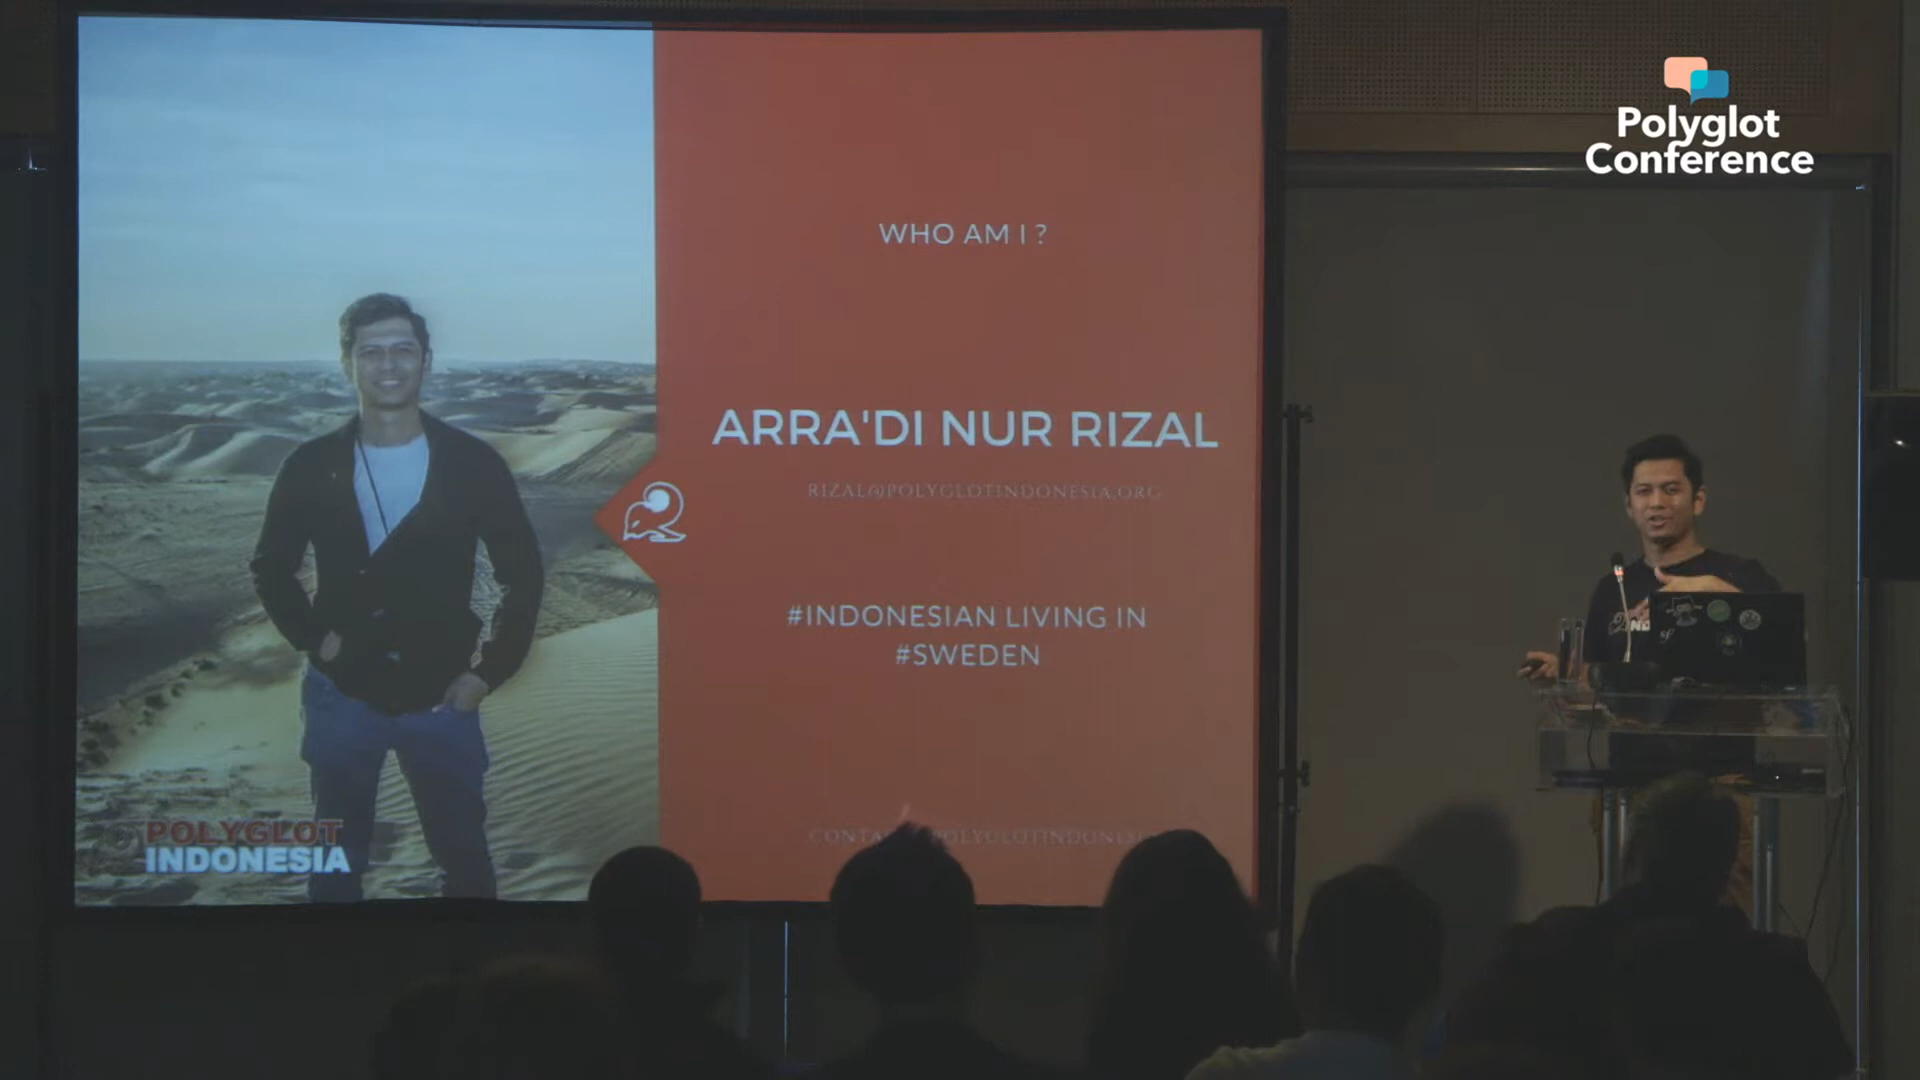 Polyglot
Conference
WHO AM I ?
ARRA'DI NUR RIZAL
RIZAL@POLYGLOTINDONESIA.ORG
#INDONESIAN LIVING IN
#SWEDEN
POLYGLOT
INDONESIA